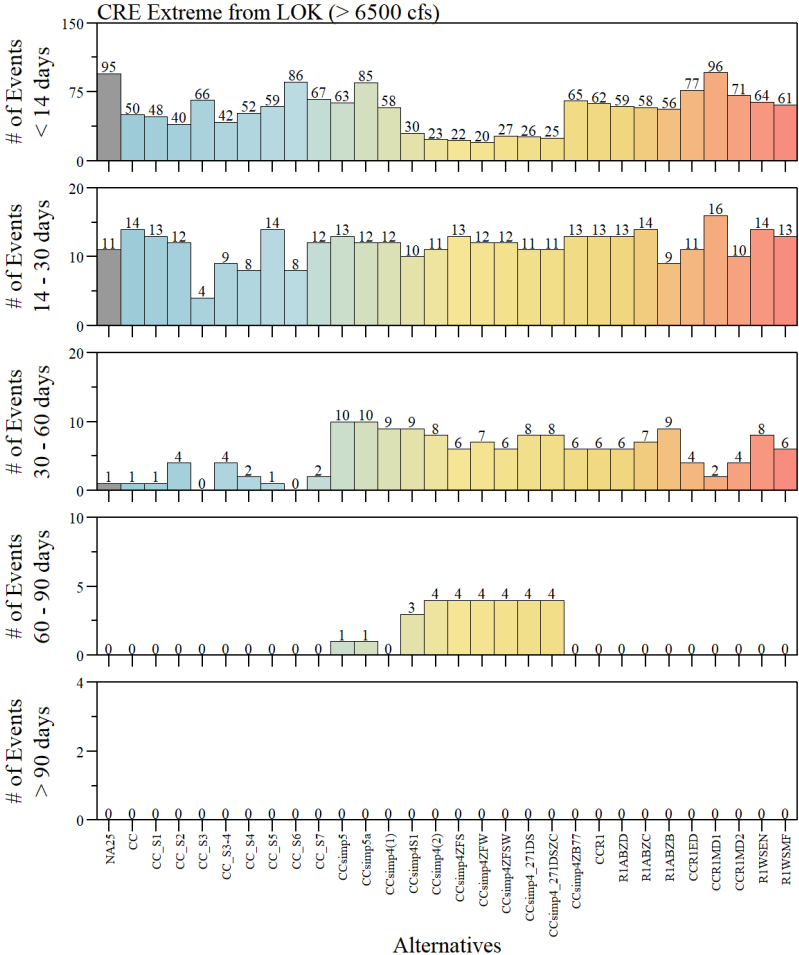 CRE Extreme from LOK (> 6500 cfs)
# of Events
< 14 days
150
75
0
95 50 48 40 66 42 52 59 86 67 63 85 58 30 23 22 20 27 26 25 65 62 59 58 56 77 96 71 64 61
# of Events
14 - 30 days
20
10
0
11 14 13 12 4 9 8 14 8 12 13 12 12 10 11 13 12 12 11 11 13 13 13 14 9 11 16 10 14 13
# of Events
30 - 60 days
20
10
0
1 1 1 4 0 4 2 1 0 2 10 10 9 9 8 6 7 6 8 8 6 6 6 7 9 4 2 4 8 6
# of Events
60 - 90 days
10
5
0
0 0 0 0 0 0 0 0 0 0 1 1 0 3 4 4 4 4 4 4 0 0 0 0 0 0 0 0 0 0
# of Events
> 90 days
4
2
0
0 0 0 0 0 0 0 0 0 0 0 0 0 0 0 0 0 0 0 0 0 0 0 0 0 0 0 0 0 0
NA25
CC
CC_S1
CC_S2
CC_S3
CC_S3-4
CC_S4
CC_S5
CC_S6
CC_S7
CCsimp5
CCsimp5a
CCsimp4(1)
CCsimp4S1
CCsimp4(2)
CCsimp4ZFS
CCsimp4ZFW
CCsimp4ZFSW
CCsimp4_271DS
CCsimp4_271DSZC
CCsimp4ZB77
CCR1
R1ABZD
R1ABZC
R1ABZB
CCR1ED
CCR1MD1
CCR1MD2
R1WSEN
R1WSMF
Alternatives